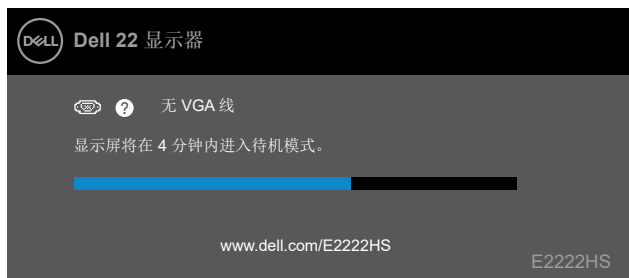 DELL Dell 22 显示器
? 无 VGA 线
显示屏将在 4 分钟内进入待机模式。
www.dell.com/E2222HS
E2222HS